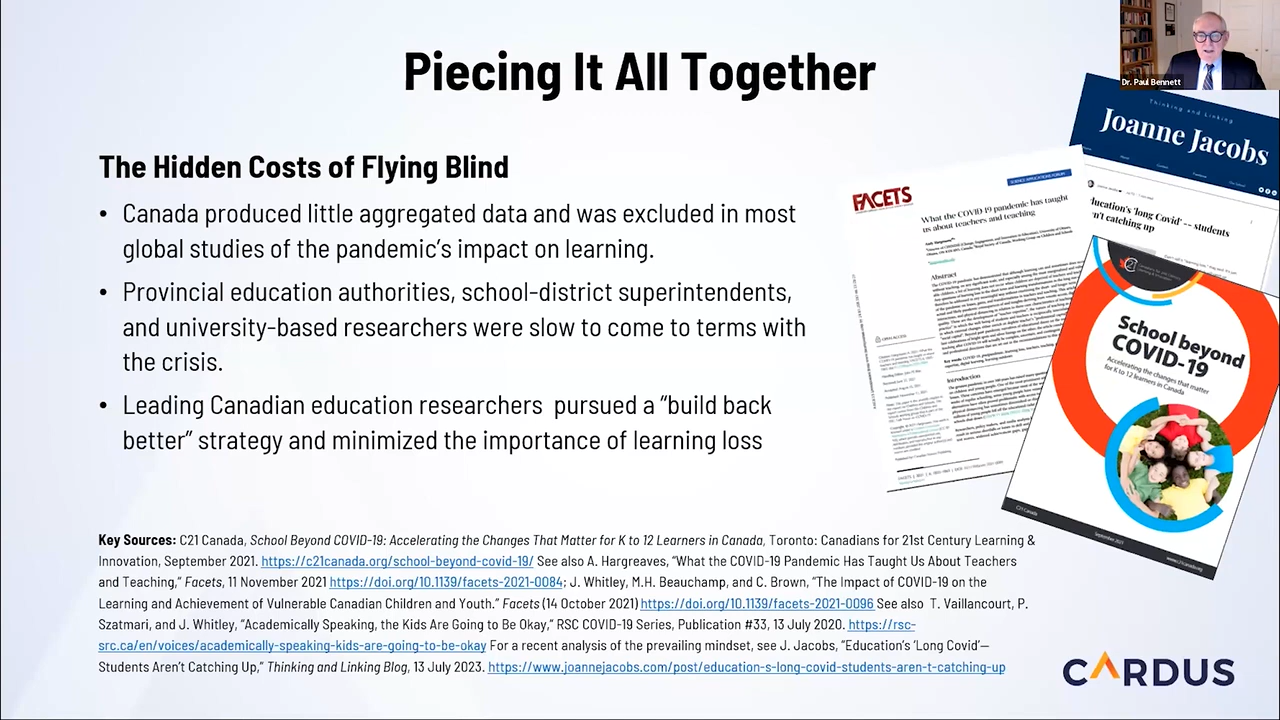 Piecing It All Together
Dr. Paul Bennett
The Hidden Costs of Flying Blind
• Canada produced little aggregated data and was excluded in most
global studies of the pandemic's impact on learning.
• Provincial education authorities, school-district superintendents,
and university-based researchers were slow to come to terms with
the crisis.
• Leading Canadian education researchers pursued a “build back
better’ strategy and minimized the importance of learning loss
Thinking and Linking
Joanne Jacobs
ducation's 'long Covid' -- students
n't catching up
FACETS
SCIENCE APPLICATIONS FORUM
What the COVID-19 pandemic has taught
us about teachers and teaching
Abstract
Introduction
School beyond
COVID-19
Accelerating the changes that matter
for K to 12 learners in Canada
C21 Canada
September 2021
Key Sources: C21 Canada, School Beyond COVID-19: Accelerating the Changes That Matter for K to 12 Learners in Canada, Toronto: Canadians for 21st Century Learning &
Innovation, September 2021. https://c21canada.org/school-beyond-covid-19/ See also A. Hargreaves, “What the COVID-19 Pandemic Has Taught Us About Teachers
and Teaching,” Facets, 11 November 2021 https://doi.org/10.1139/facets-2021-0084; J. Whitley, M.H. Beauchamp, and C. Brown, “The Impact of COVID-19 on the
Learning and Achievement of Vulnerable Canadian Children and Youth.” Facets (14 October 2021) https://doi.org/10.1139/facets-2021-0096 See also T. Vaillancourt, P.
Szatmari, and J. Whitley, “Academically Speaking, the Kids Are Going to Be Okay,” RSC COVID-19 Series, Publication #33, 13 July 2020. https://rsc-
src.ca/en/voices/academically-speaking-kids-are-going-to-be-okay For a recent analysis of the prevailing mindset, see J. Jacobs, “Education's ‘Long Covid’—
Students Aren't Catching Up,” Thinking and Linking Blog, 13 July 2023. https://www.joannejacobs.com/post/education-s-long-covid-students-aren-t-catching-up
CARDUS